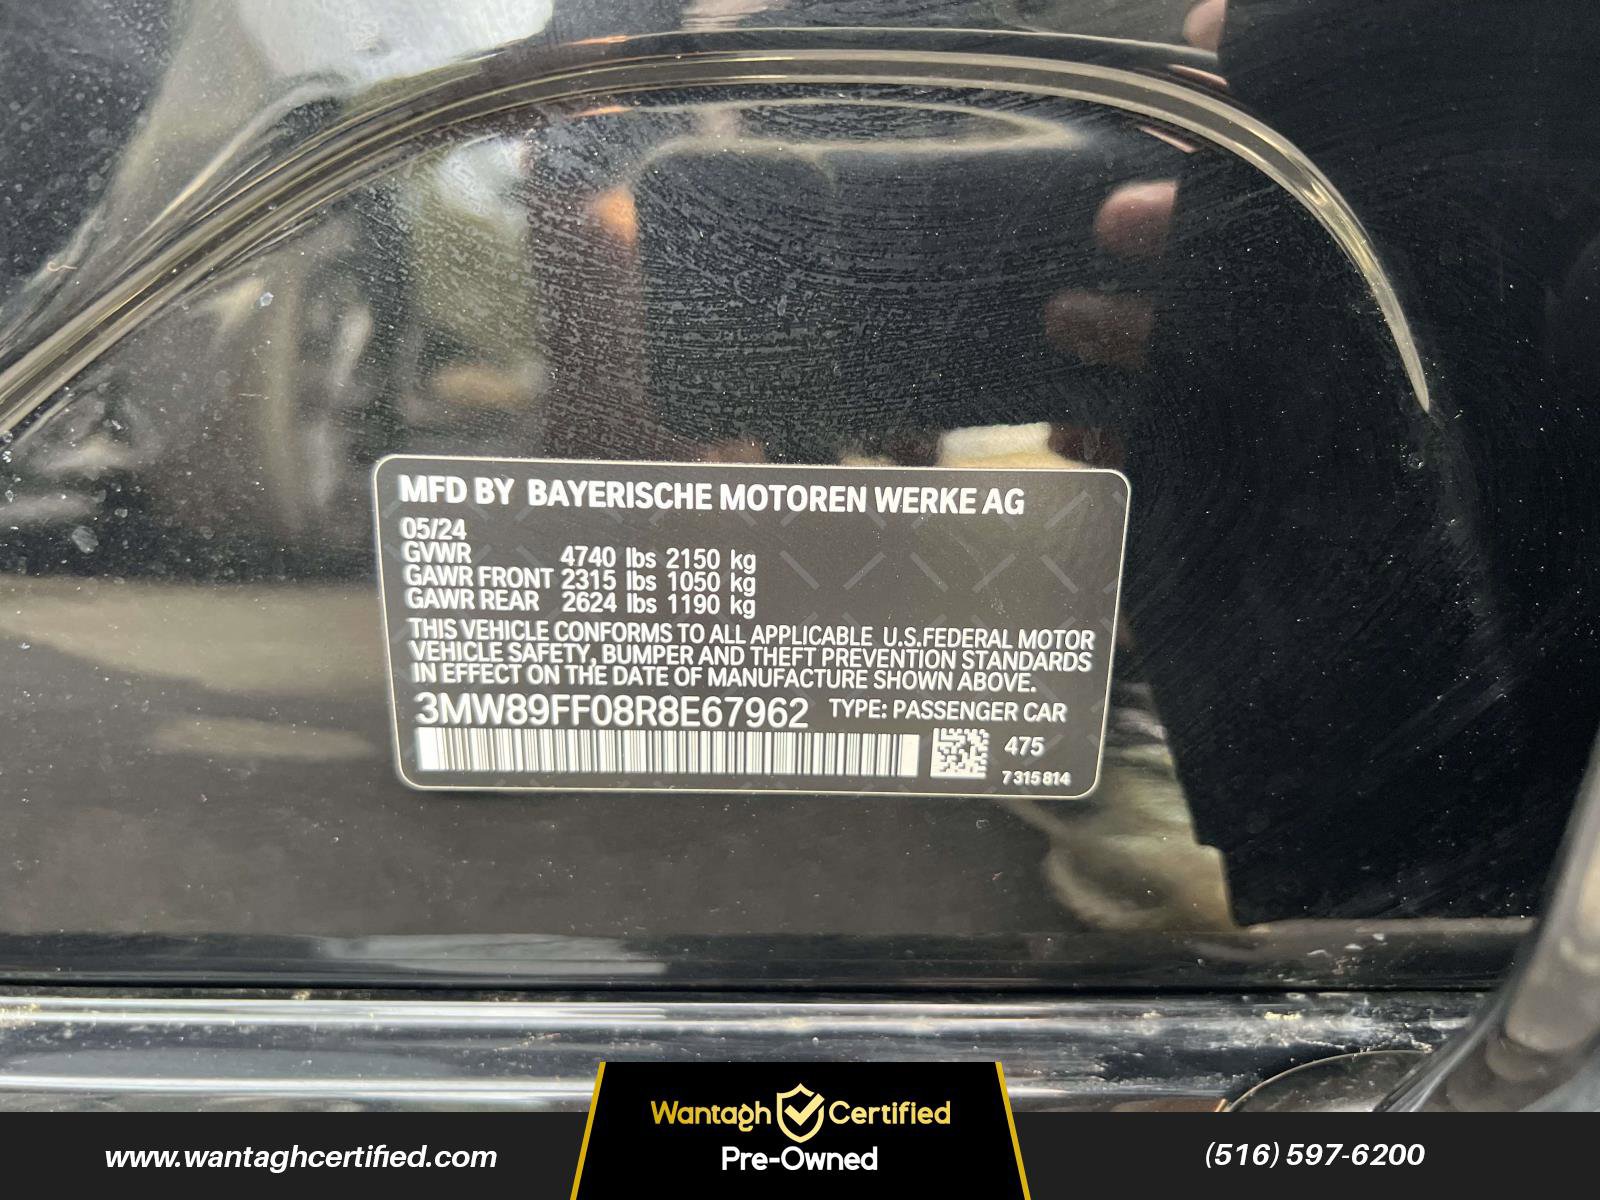 MFD BY BAYERISCHE MOTOREN WERKE AG
05/24
GVWR 4740 lbs 2150 kg
GAWR FRONT 2315 lbs 1050 kg
GAWR REAR 2624 lbs 1190 kg
THIS VEHICLE CONFORMS TO ALL APPLICABLE U.S.FEDERAL MOTOR
VEHICLE SAFETY, BUMPER AND THEFT PREVENTION STANDARDS
IN EFFECT ON THE DATE OF MANUFACTURE SHOWN ABOVE.
3MW89FF08R8E67962 TYPE: PASSENGER CAR
475
7315814
Wantagh Certified
Pre-Owned
www.wantaghcertified.com
(516) 597-6200